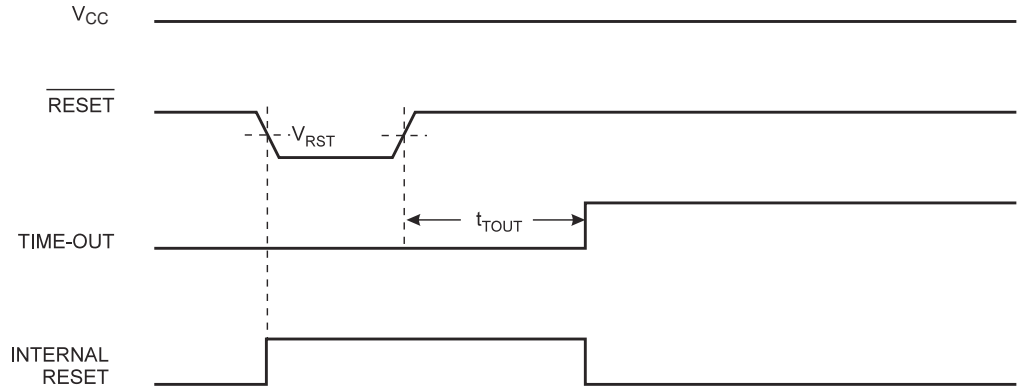 VCC
RESET
VRST
tTOUT
TIME-OUT
INTERNAL
RESET